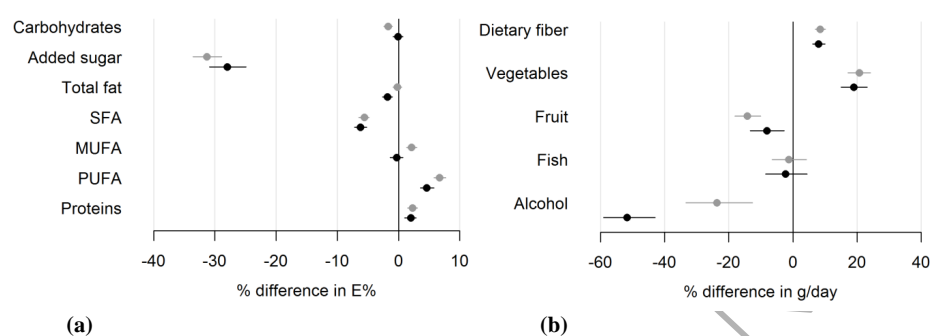 Carbohydrates
Added sugar
Total fat
SFA
MUFA
PUFA
Proteins
-40 -30 -20 -10 0 10
% difference in E%
(a)
Dietary fiber
Vegetables
Fruit
Fish
Alcohol
-60 -40 -20 0 20 40
% difference in g/day
(b)